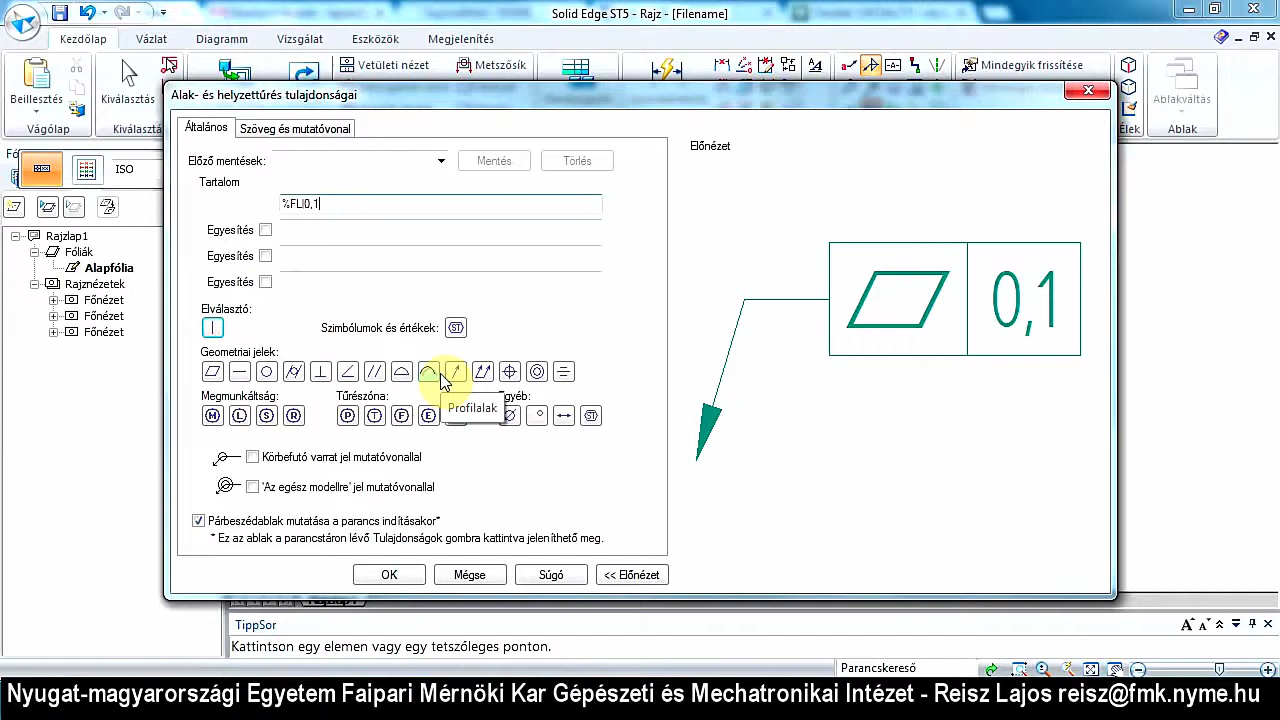 Solid Edge ST5 - Rajz - [Filename]
Kezdőlap Vázlat Diagramm Vizsgálat Eszközök Megjelenítés
Beillesztés
Kiválasztás
Vetületi nézet
Metszősík
Mindegyik frissítése
Ablakváltás
Vágólap
Ablak
ISO
Rajzlap1
Fóliák
Alapfólia
Rajznézetek
Főnézet
Főnézet
Főnézet
Alak- és helyzettűrés tulajdonságai
Általános Szöveg és mutatóvonal
Előző mentések: Mentés Törlés
Tartalom
%FL|0,1
Egyesítés
Egyesítés
Egyesítés
Elválasztó:
Szimbólumok és értékek: ST
Geometriai jelek:
Megmunkáltság: Tűrészóna:
Profilalak
M L S R P T F E ST
Körbefutó varrat jel mutatóvonallal
'Az egész modellre' jel mutatóvonallal
Párbeszédablak mutatása a parancs indításakor*
* Ez az ablak a parancstáron lévő Tulajdonságok gombra kattintva jeleníthető meg.
OK Mégse Súgó << Előnézet
Előnézet
0,1
TippSor
Kattintson egy elemen vagy egy tetszőleges ponton.
Parancskereső
Nyugat-magyarországi Egyetem Faipari Mérnöki Kar Gépészeti és Mechatronikai Intézet - Reisz Lajos reisz@fmk.nyme.hu